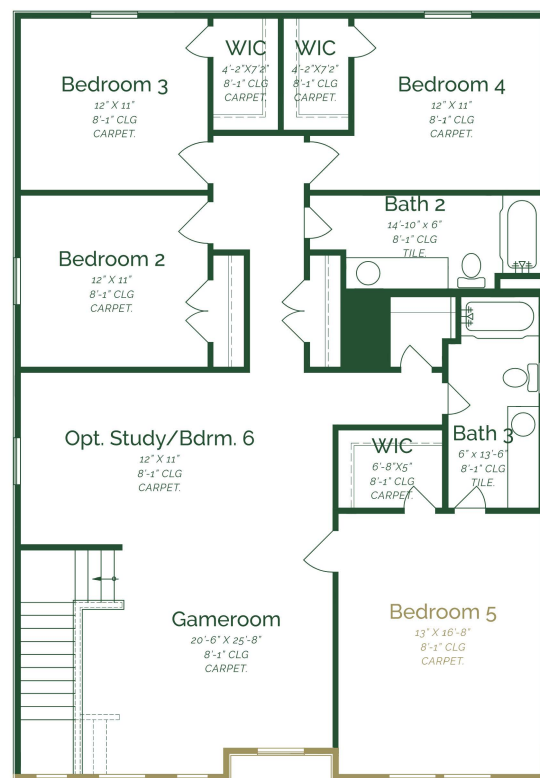 Bedroom 3
12" X 11"
8'-1" CLG
CARPET.
WIC
4'-2"X7'2"
8'-1" CLG
CARPET.
WIC
4'-2"X7'2"
8'-1" CLG
CARPET.
Bedroom 4
12" X 11"
8'-1" CLG
CARPET.
Bedroom 2
12" X 11"
8'-1" CLG
CARPET.
Bath 2
14'-10" x 6"
8'-1" CLG
TILE.
Opt. Study/Bdrm. 6
12" X 11"
8'-1" CLG
CARPET.
WIC
6'-8"X5"
8'-1" CLG
CARPET.
Bath 3
6" x 13'-6"
8'-1" CLG
TILE.
Gameroom
20'-6" X 25'-8"
8'-1" CLG
CARPET.
Bedroom 5
13" X 16'-8"
8'-1" CLG
CARPET.